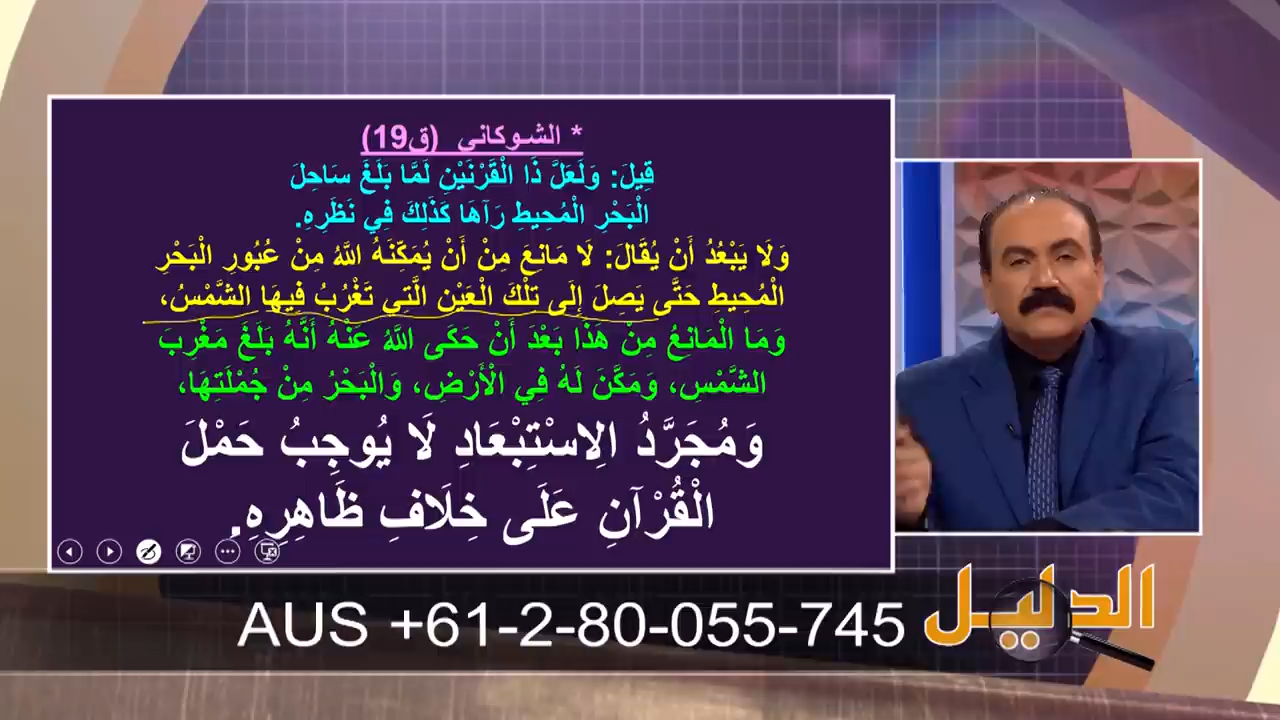 * الشوكاني (ق19)
قِيلَ: وَلَعَلَّ ذَا الْقَرْنَيْنِ لَمَّا بَلَغَ سَاحِلَ
الْبَحْرِ الْمُحِيطِ رَآهَا كَذَلِكَ فِي نَظَرِهِ.
وَلَا يَبْعُدُ أَنْ يُقَالَ: لَا مَانِعَ مِنْ أَنْ يُمَكِّنَهُ اللَّهُ مِنْ عُبُورِ الْبَحْرِ
الْمُحِيطِ حَتَّى يَصِلَ إِلَى تِلْكَ الْعَيْنِ الَّتِي تَغْرُبُ فِيهَا الشَّمْسُ،
وَمَا الْمَانِعُ مِنْ هَذَا بَعْدَ أَنْ حَكَى اللَّهُ عَنْهُ أَنَّهُ بَلَغَ مَغْرِبَ
الشَّمْسِ، وَمَكَّنَ لَهُ فِي الْأَرْضِ، وَالْبَحْرُ مِنْ جُمْلَتِهَا،
وَمُجَرَّدُ الِاسْتِبْعَادِ لَا يُوجِبُ حَمْلَ
الْقُرْآنِ عَلَى خِلَافِ ظَاهِرِهِ.
الدليل
AUS +61-2-80-055-745